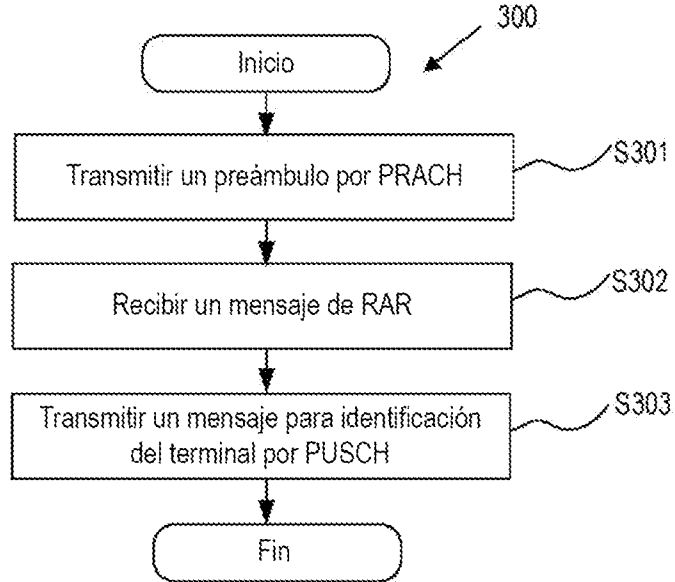 300
Inicio
Transmitir un preámbulo por PRACH
S301
Recibir un mensaje de RAR
S302
Transmitir un mensaje para identificación
del terminal por PUSCH
S303
Fin